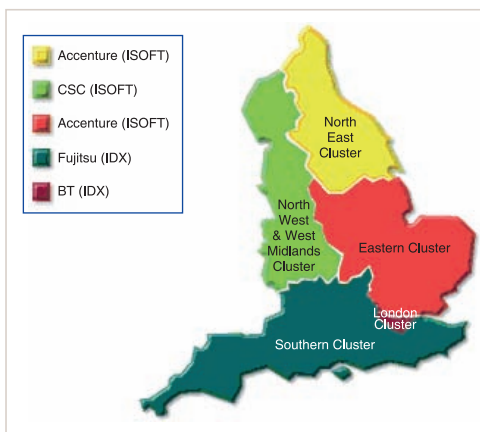 Accenture (ISOFT)
CSC (ISOFT)
Accenture (ISOFT)
Fujitsu (IDX)
BT (IDX)
North
East
Cluster
North
West
& West
Midlands
Cluster
Eastern Cluster
London
Cluster
Southern Cluster